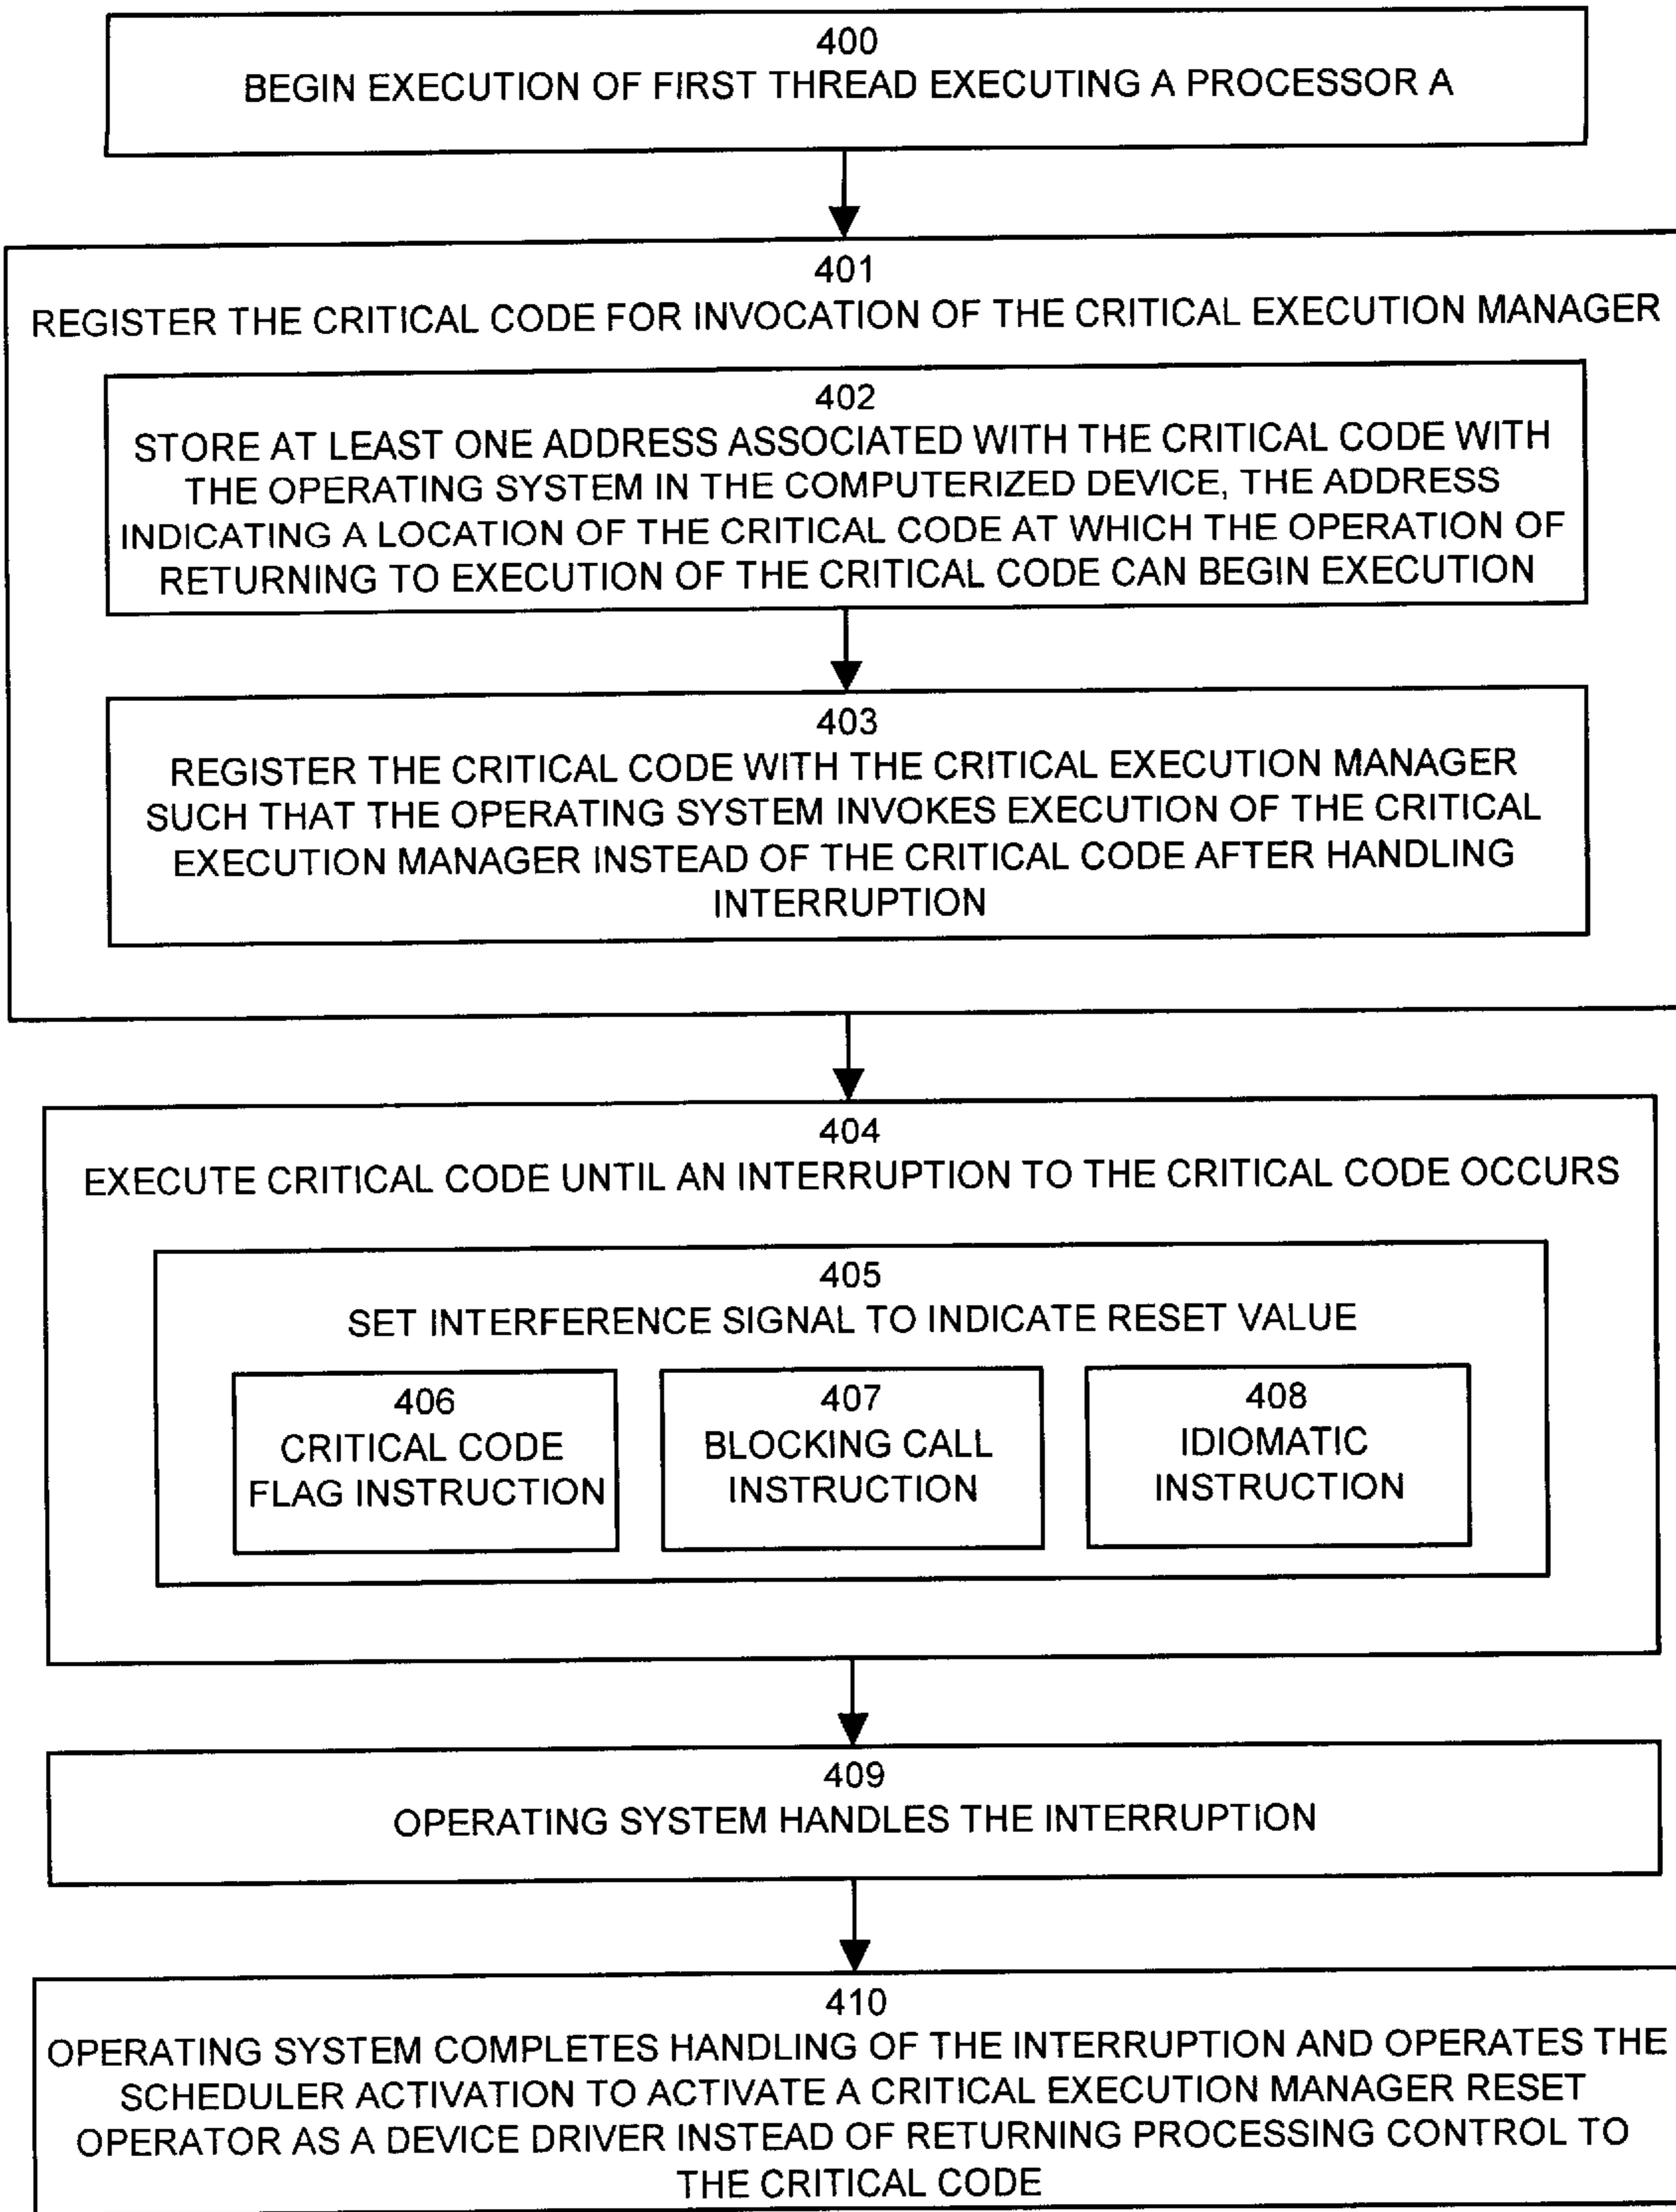 400
BEGIN EXECUTION OF FIRST THREAD EXECUTING A PROCESSOR A
401
REGISTER THE CRITICAL CODE FOR INVOCATION OF THE CRITICAL EXECUTION MANAGER
402
STORE AT LEAST ONE ADDRESS ASSOCIATED WITH THE CRITICAL CODE WITH
THE OPERATING SYSTEM IN THE COMPUTERIZED DEVICE, THE ADDRESS
INDICATING A LOCATION OF THE CRITICAL CODE AT WHICH THE OPERATION OF
RETURNING TO EXECUTION OF THE CRITICAL CODE CAN BEGIN EXECUTION
403
REGISTER THE CRITICAL CODE WITH THE CRITICAL EXECUTION MANAGER
SUCH THAT THE OPERATING SYSTEM INVOKES EXECUTION OF THE CRITICAL
EXECUTION MANAGER INSTEAD OF THE CRITICAL CODE AFTER HANDLING
INTERRUPTION
404
EXECUTE CRITICAL CODE UNTIL AN INTERRUPTION TO THE CRITICAL CODE OCCURS
405
SET INTERFERENCE SIGNAL TO INDICATE RESET VALUE
406
CRITICAL CODE
FLAG INSTRUCTION
407
BLOCKING CALL
INSTRUCTION
408
IDIOMATIC
INSTRUCTION
409
OPERATING SYSTEM HANDLES THE INTERRUPTION
410
OPERATING SYSTEM COMPLETES HANDLING OF THE INTERRUPTION AND OPERATES THE
SCHEDULER ACTIVATION TO ACTIVATE A CRITICAL EXECUTION MANAGER RESET
OPERATOR AS A DEVICE DRIVER INSTEAD OF RETURNING PROCESSING CONTROL TO
THE CRITICAL CODE